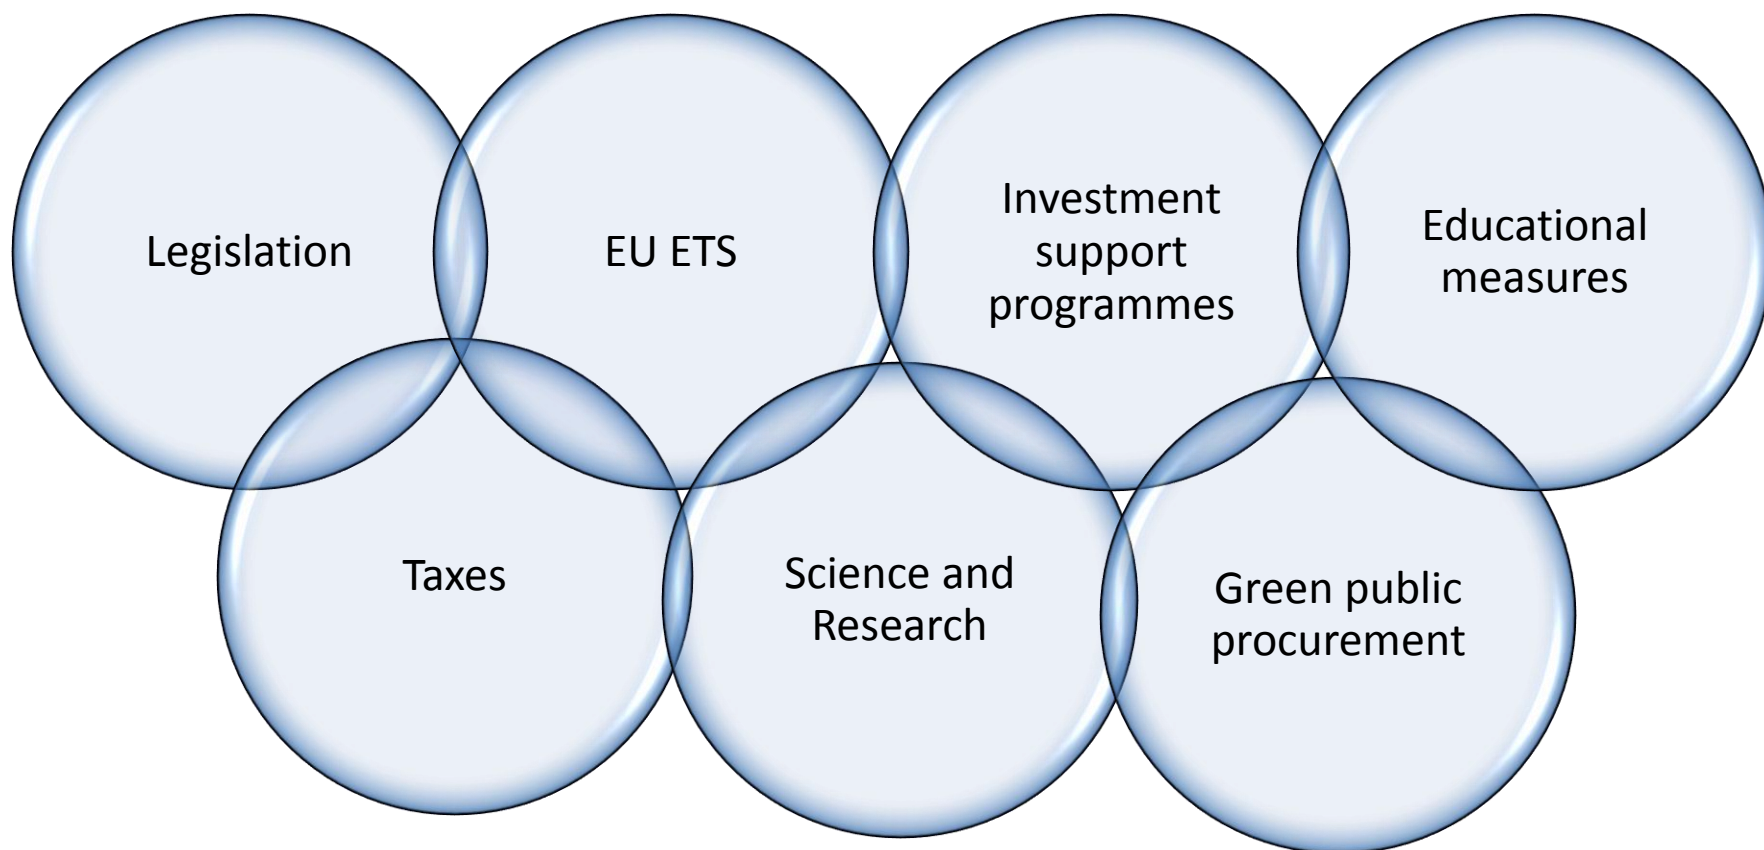 Legislation
EU ETS
Investment
support
programmes
Educational
measures
Taxes
Science and
Research
Green public
procurement